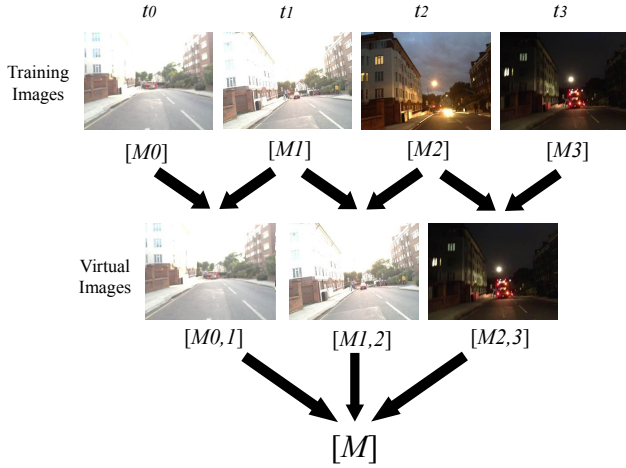 t0 t1 t2 t3
Training
Images
[M0] [M1] [M2] [M3]
Virtual
Images
[M0,1] [M1,2] [M2,3]
[M]